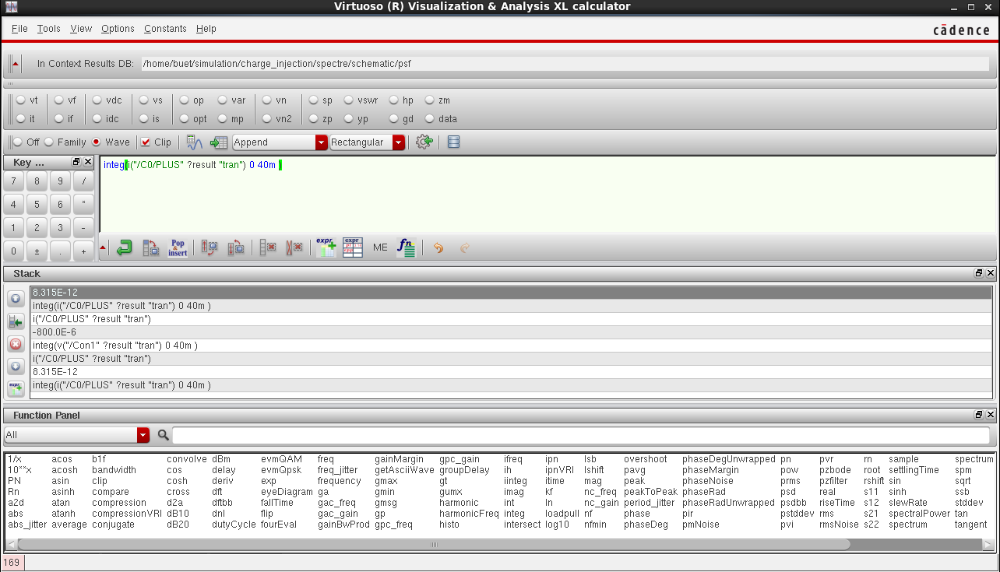 Virtuoso (R) Visualization & Analysis XL calculator
File Tools View Options Constants Help
cādence
In Context Results DB: /home/buet/simulation/charge_injection/spectre/schematic/psf
vt vf vdc vs op var vn sp vswr hp zm
it if idc is opt mp vn2 zp yp gd data
Off Family Wave Clip Append Rectangular
Key ...
integ(i("/C0/PLUS" ?result "tran") 0 40m )
7 8 9 /
4 5 6 *
1 2 3 -
0 ± . +
Pop insert expr expr ME fn
Stack
8.315E-12
integ(i("/C0/PLUS" ?result "tran") 0 40m )
i("/C0/PLUS" ?result "tran")
-800.0E-6
integ(v("/Con1" ?result "tran") 0 40m )
i("/C0/PLUS" ?result "tran")
8.315E-12
integ(i("/C0/PLUS" ?result "tran") 0 40m )
expr
Function Panel
All
1/x acos b1f convolve dBm evmQAM freq gainMargin gpc_gain ifreq ipn lsb overshoot phaseDegUnwrapped pn pvr rn sample spectrum
10**x acosh bandwidth cos delay evmQpsk freq_jitter getAsciiWave groupDelay ih ipnVRI lshift pavg phaseMargin pow pzbode root settlingTime spm
PN asin clip cosh deriv exp frequency gmax gt iinteg itime mag peak phaseNoise prms pzfilter rshift sin sqrt
Rn asinh compare cross dft eyeDiagram ga gmin gumx imag kf nc_freq peakToPeak phaseRad psd real s11 sinh ssb
a2d atan compression d2a dftbb fallTime gac_freq gmsg harmonic int ln nc_gain period_jitter phaseRadUnwrapped psdbb riseTime s12 slewRate stddev
abs atanh compressionVRI dB10 dnl flip gac_gain gp harmonicFreq integ loadpull nf phase pir pstddev rms s21 spectralPower tan
abs_jitter average conjugate dB20 dutyCycle fourEval gainBwProd gpc_freq histo intersect log10 nfmin phaseDeg pmNoise pvi rmsNoise s22 spectrum tangent
169